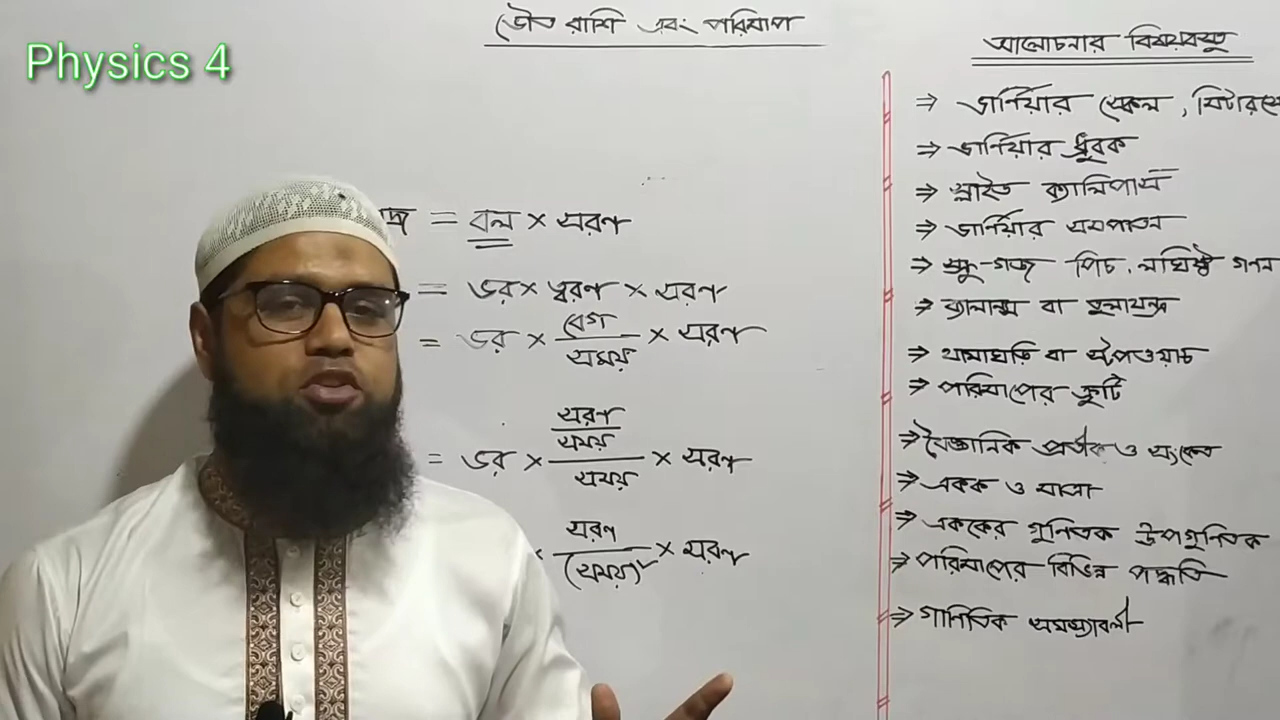 Physics 4
ভৌত রাশি এবং পরিমাপ
= বল × সরণ
= ভর × ত্বরণ × সরণ
= ভর × বেগ / সময় × সরণ
= ভর × সরণ / সময় / সময় × সরণ
× সরণ / (সময়)² × সরণ
আলোচনার বিষয়বস্তু
⇒ ভার্ণিয়ার স্কেল, মিটারস্কে
⇒ ভার্ণিয়ার ধ্রুবক
⇒ স্লাইড ক্যালিপার্স
⇒ ভার্ণিয়ার সমপাতন
⇒ স্ক্রু-গজ পিচ, লঘিষ্ঠ গণন
⇒ ব্যালান্স বা তুলাযন্ত্র
⇒ থামাঘড়ি বা স্টপওয়াচ
⇒ পরিমাপের ত্রুটি
⇒ বৈজ্ঞানিক প্রতীক ও সংকেত
⇒ একক ও মাত্রা
⇒ এককের গুনিতক উপগুনিতক
⇒ পরিমাপের বিভিন্ন পদ্ধতি
⇒ গানিতিক সমস্যাবলী